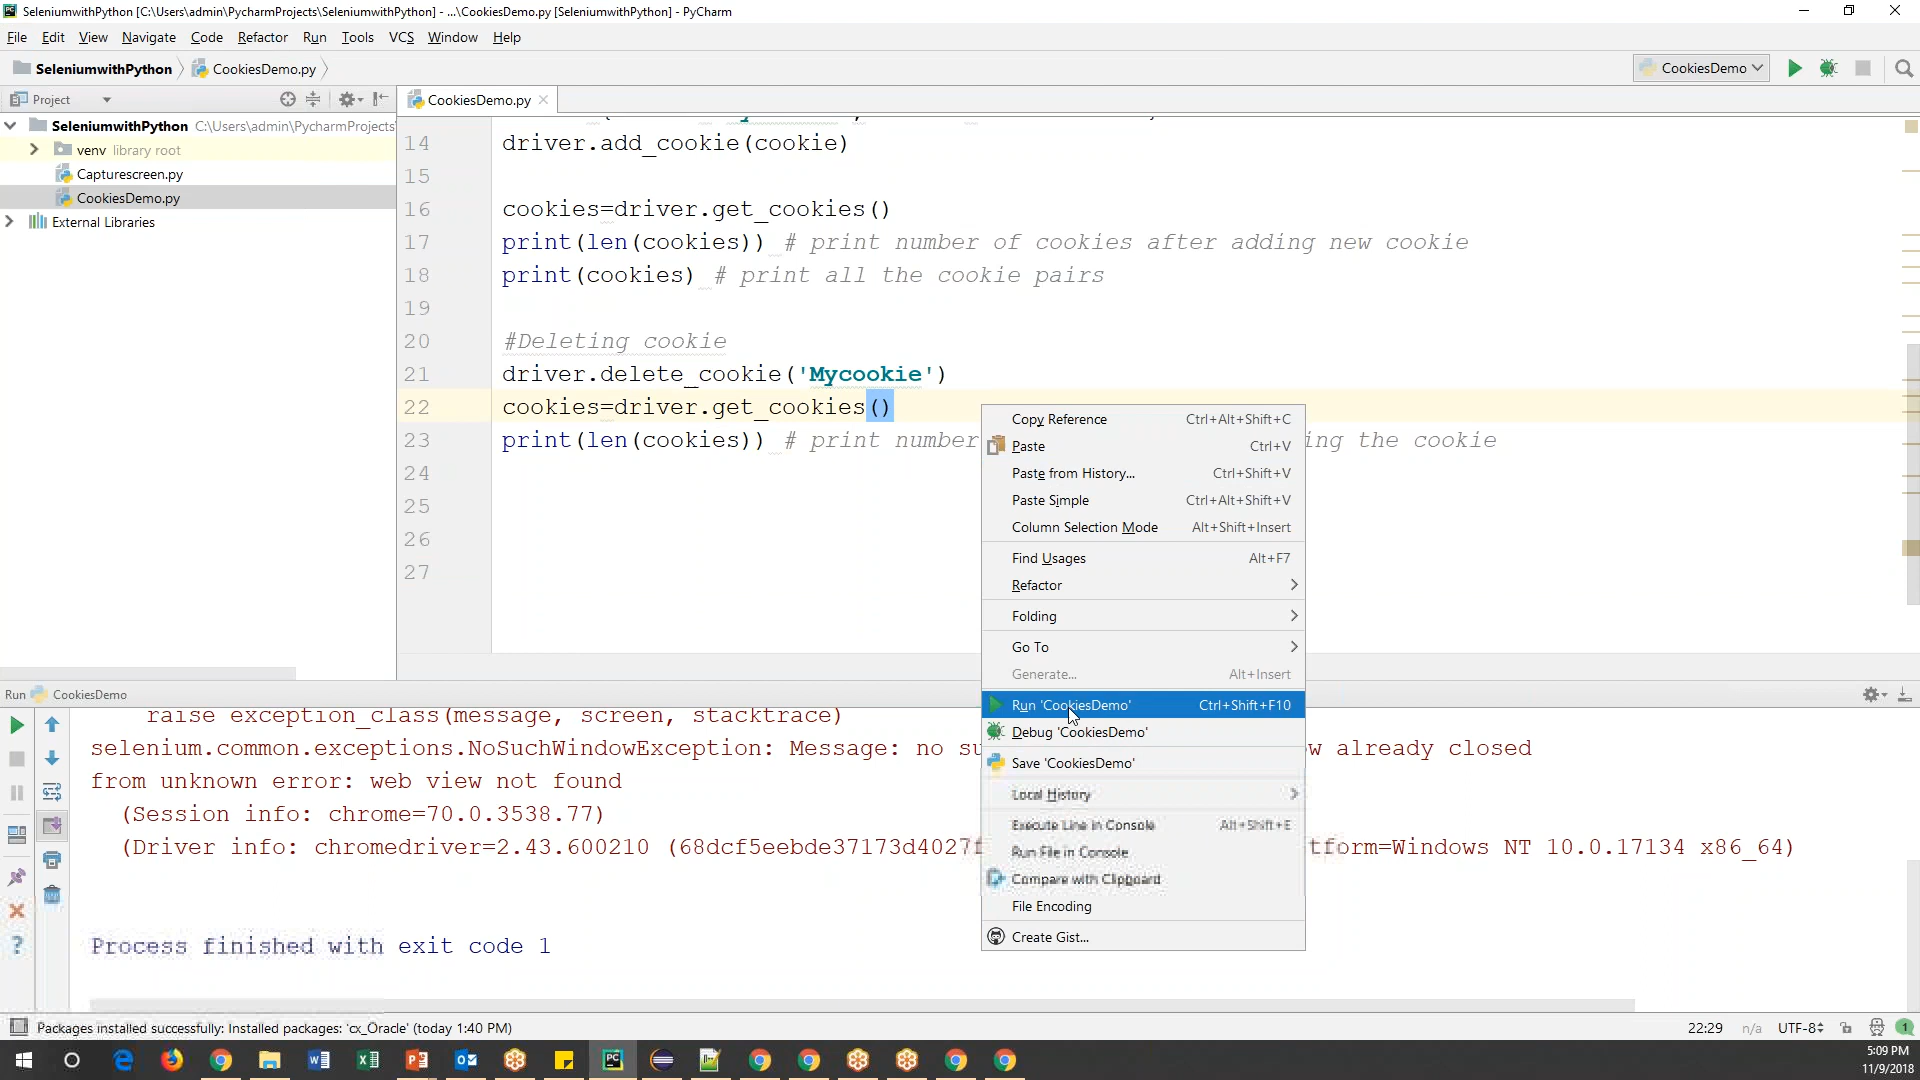 SeleniumwithPython [C:\Users\admin\PycharmProjects\SeleniumwithPython] - ...\CookiesDemo.py [SeleniumwithPython] - PyCharm
File Edit View Navigate Code Refactor Run Tools VCS Window Help
SeleniumwithPython CookiesDemo.py CookiesDemo
Project CookiesDemo.py
SeleniumwithPython C:\Users\admin\PycharmProjects
venv library root
Capturescreen.py
CookiesDemo.py
External Libraries
14 driver.add_cookie(cookie)
15
16 cookies=driver.get_cookies()
17 print(len(cookies)) # print number of cookies after adding new cookie
18 print(cookies) # print all the cookie pairs
19
20 #Deleting cookie
21 driver.delete_cookie('Mycookie')
22 cookies=driver.get_cookies()
23 print(len(cookies)) # print number ing the cookie
24
25
26
27
Copy Reference Ctrl+Alt+Shift+C
Paste Ctrl+V
Paste from History... Ctrl+Shift+V
Paste Simple Ctrl+Alt+Shift+V
Column Selection Mode Alt+Shift+Insert
Find Usages Alt+F7
Refactor
Folding
Go To
Generate... Alt+Insert
Run 'CookiesDemo' Ctrl+Shift+F10
Debug 'CookiesDemo'
Save 'CookiesDemo'
Local History
Execute Line in Console Alt+Shift+E
Run File in Console
Compare with Clipboard
File Encoding
Create Gist...
Run CookiesDemo
raise exception_class(message, screen, stacktrace)
selenium.common.exceptions.NoSuchWindowException: Message: no su w already closed
from unknown error: web view not found
(Session info: chrome=70.0.3538.77)
(Driver info: chromedriver=2.43.600210 (68dcf5eebde37173d4027f tform=Windows NT 10.0.17134 x86_64)
Process finished with exit code 1
Packages installed successfully: Installed packages: 'cx_Oracle' (today 1:40 PM) 22:29 n/a UTF-8 1
5:09 PM
11/9/2018